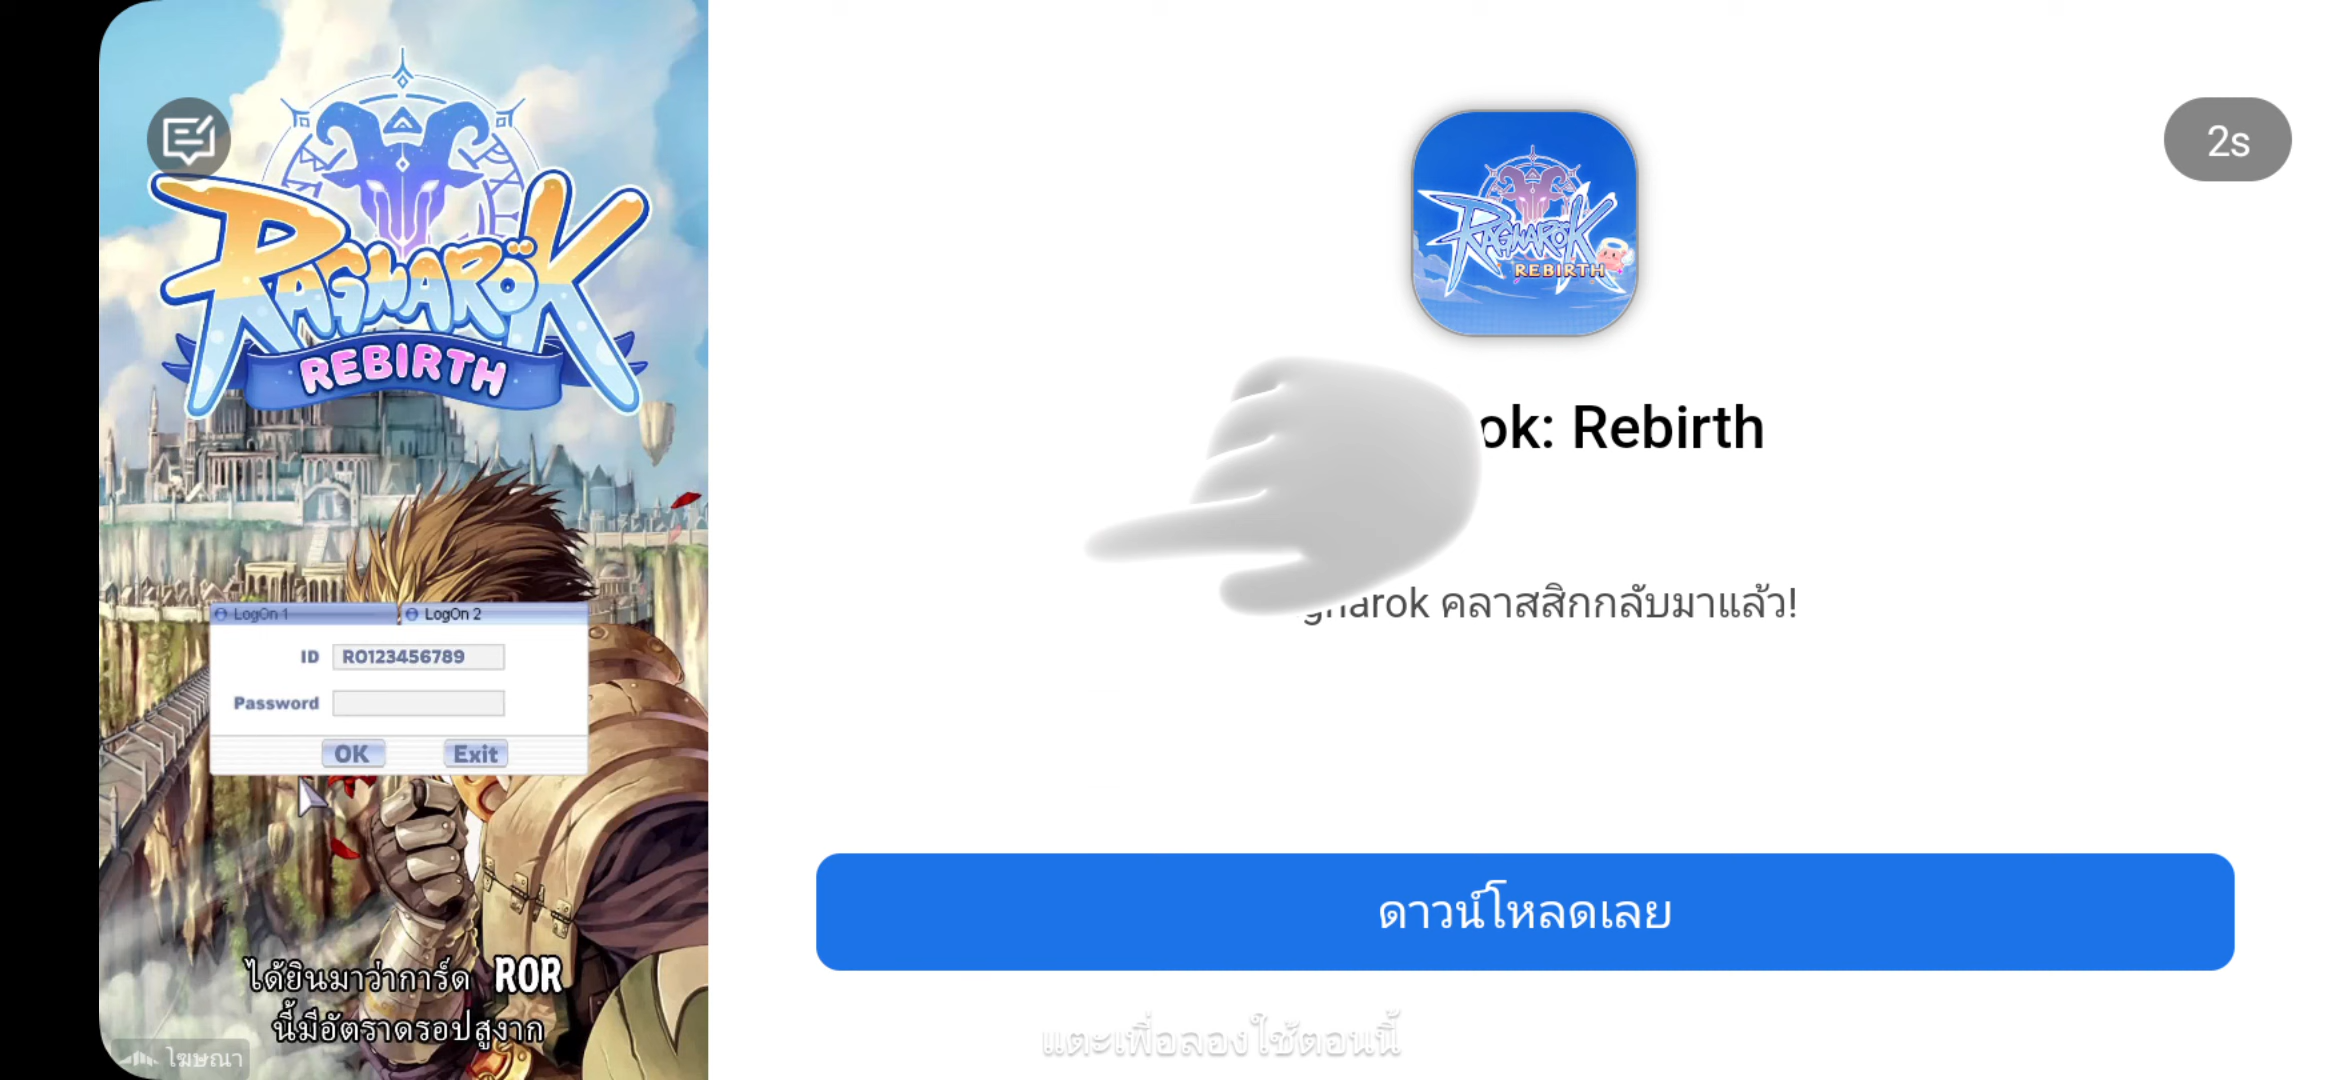 RAGNARÖK
REBIRTH
LogOn 1
LogOn 2
ID
RO123456789
Password
OK
Exit
ได้ยินมาว่าการ์ด ROR
นี้มีอัตราดรอปสูงาก
โฆษณา
2s
RAGNARÖK
REBIRTH
ok: Rebirth
gnarok คลาสสิกกลับมาแล้ว!
ดาวน์โหลดเลย
แตะเพื่อลองใช้ตอนนี้